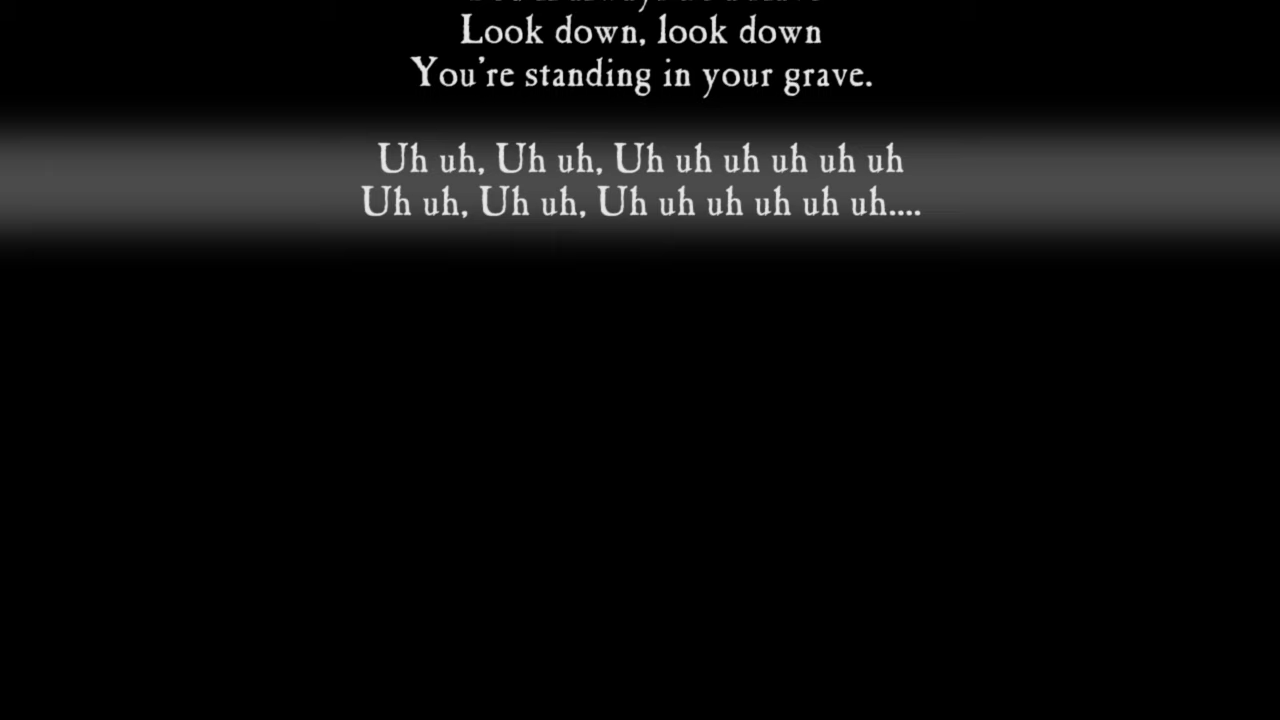 Look down, look down
You're standing in your grave.
Uh uh, Uh uh, Uh uh uh uh uh uh
Uh uh, Uh uh, Uh uh uh uh uh uh....